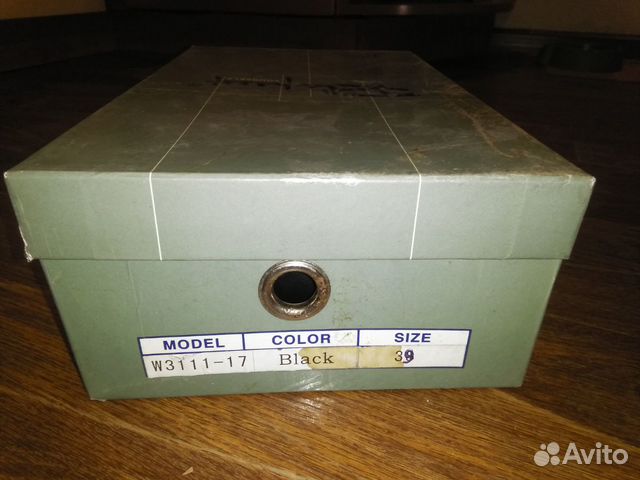 MODEL COLOR SIZE
W3111-17 Black 39
Avito